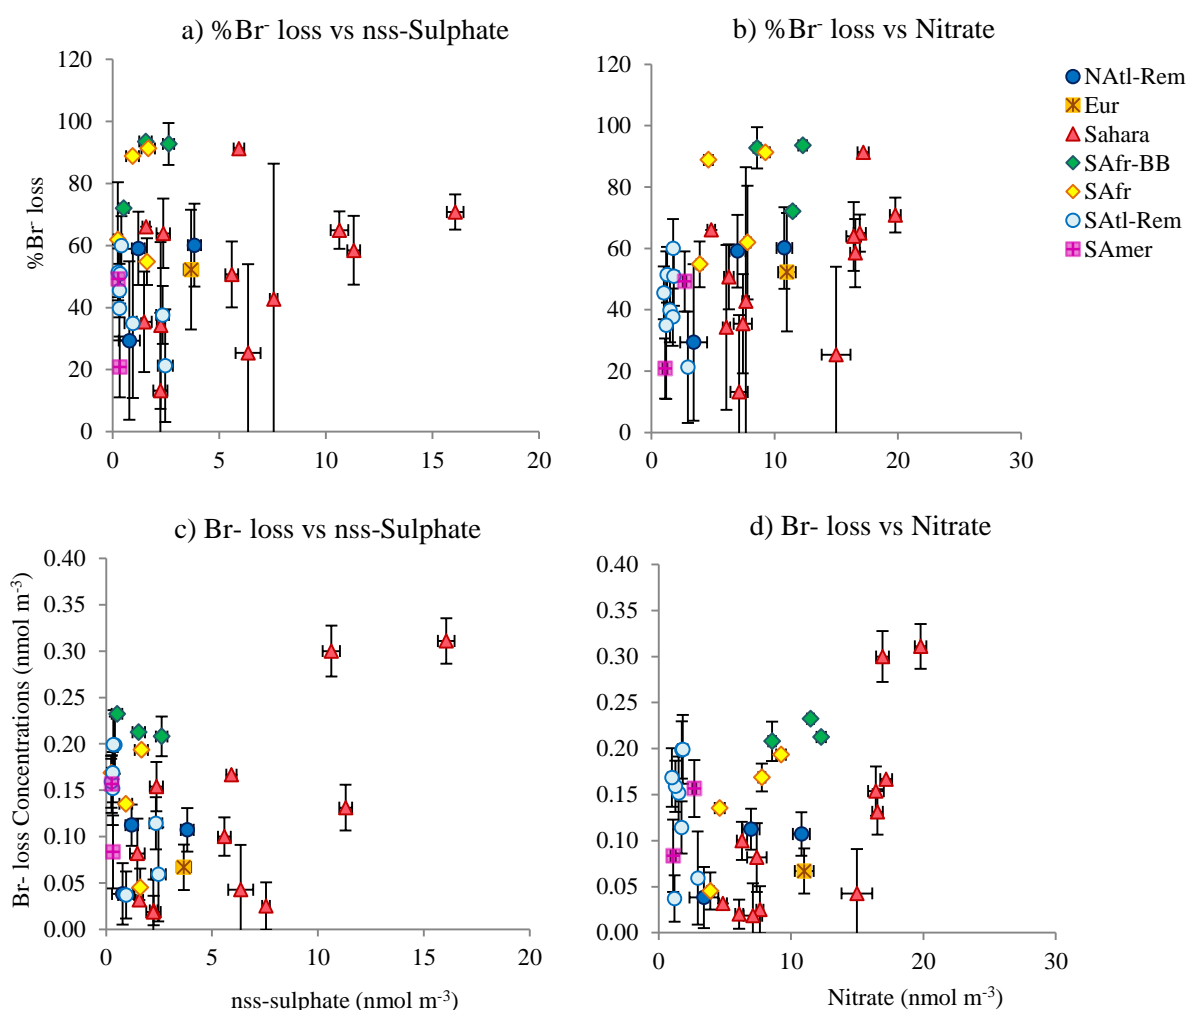 a) %Br⁻ loss vs nss-Sulphate
b) %Br⁻ loss vs Nitrate
%Br⁻ loss
120
100
80
60
40
20
0
0 5 10 15 20
120
100
80
60
40
20
0
0 10 20 30
NAtl-Rem
Eur
Sahara
SAfr-BB
SAfr
SAtl-Rem
SAmer
c) Br- loss vs nss-Sulphate
d) Br- loss vs Nitrate
Br- loss Concentrations (nmol m⁻³)
0.40
0.35
0.30
0.25
0.20
0.15
0.10
0.05
0.00
0 5 10 15 20
nss-sulphate (nmol m⁻³)
0.40
0.35
0.30
0.25
0.20
0.15
0.10
0.05
0.00
0 10 20 30
Nitrate (nmol m⁻³)